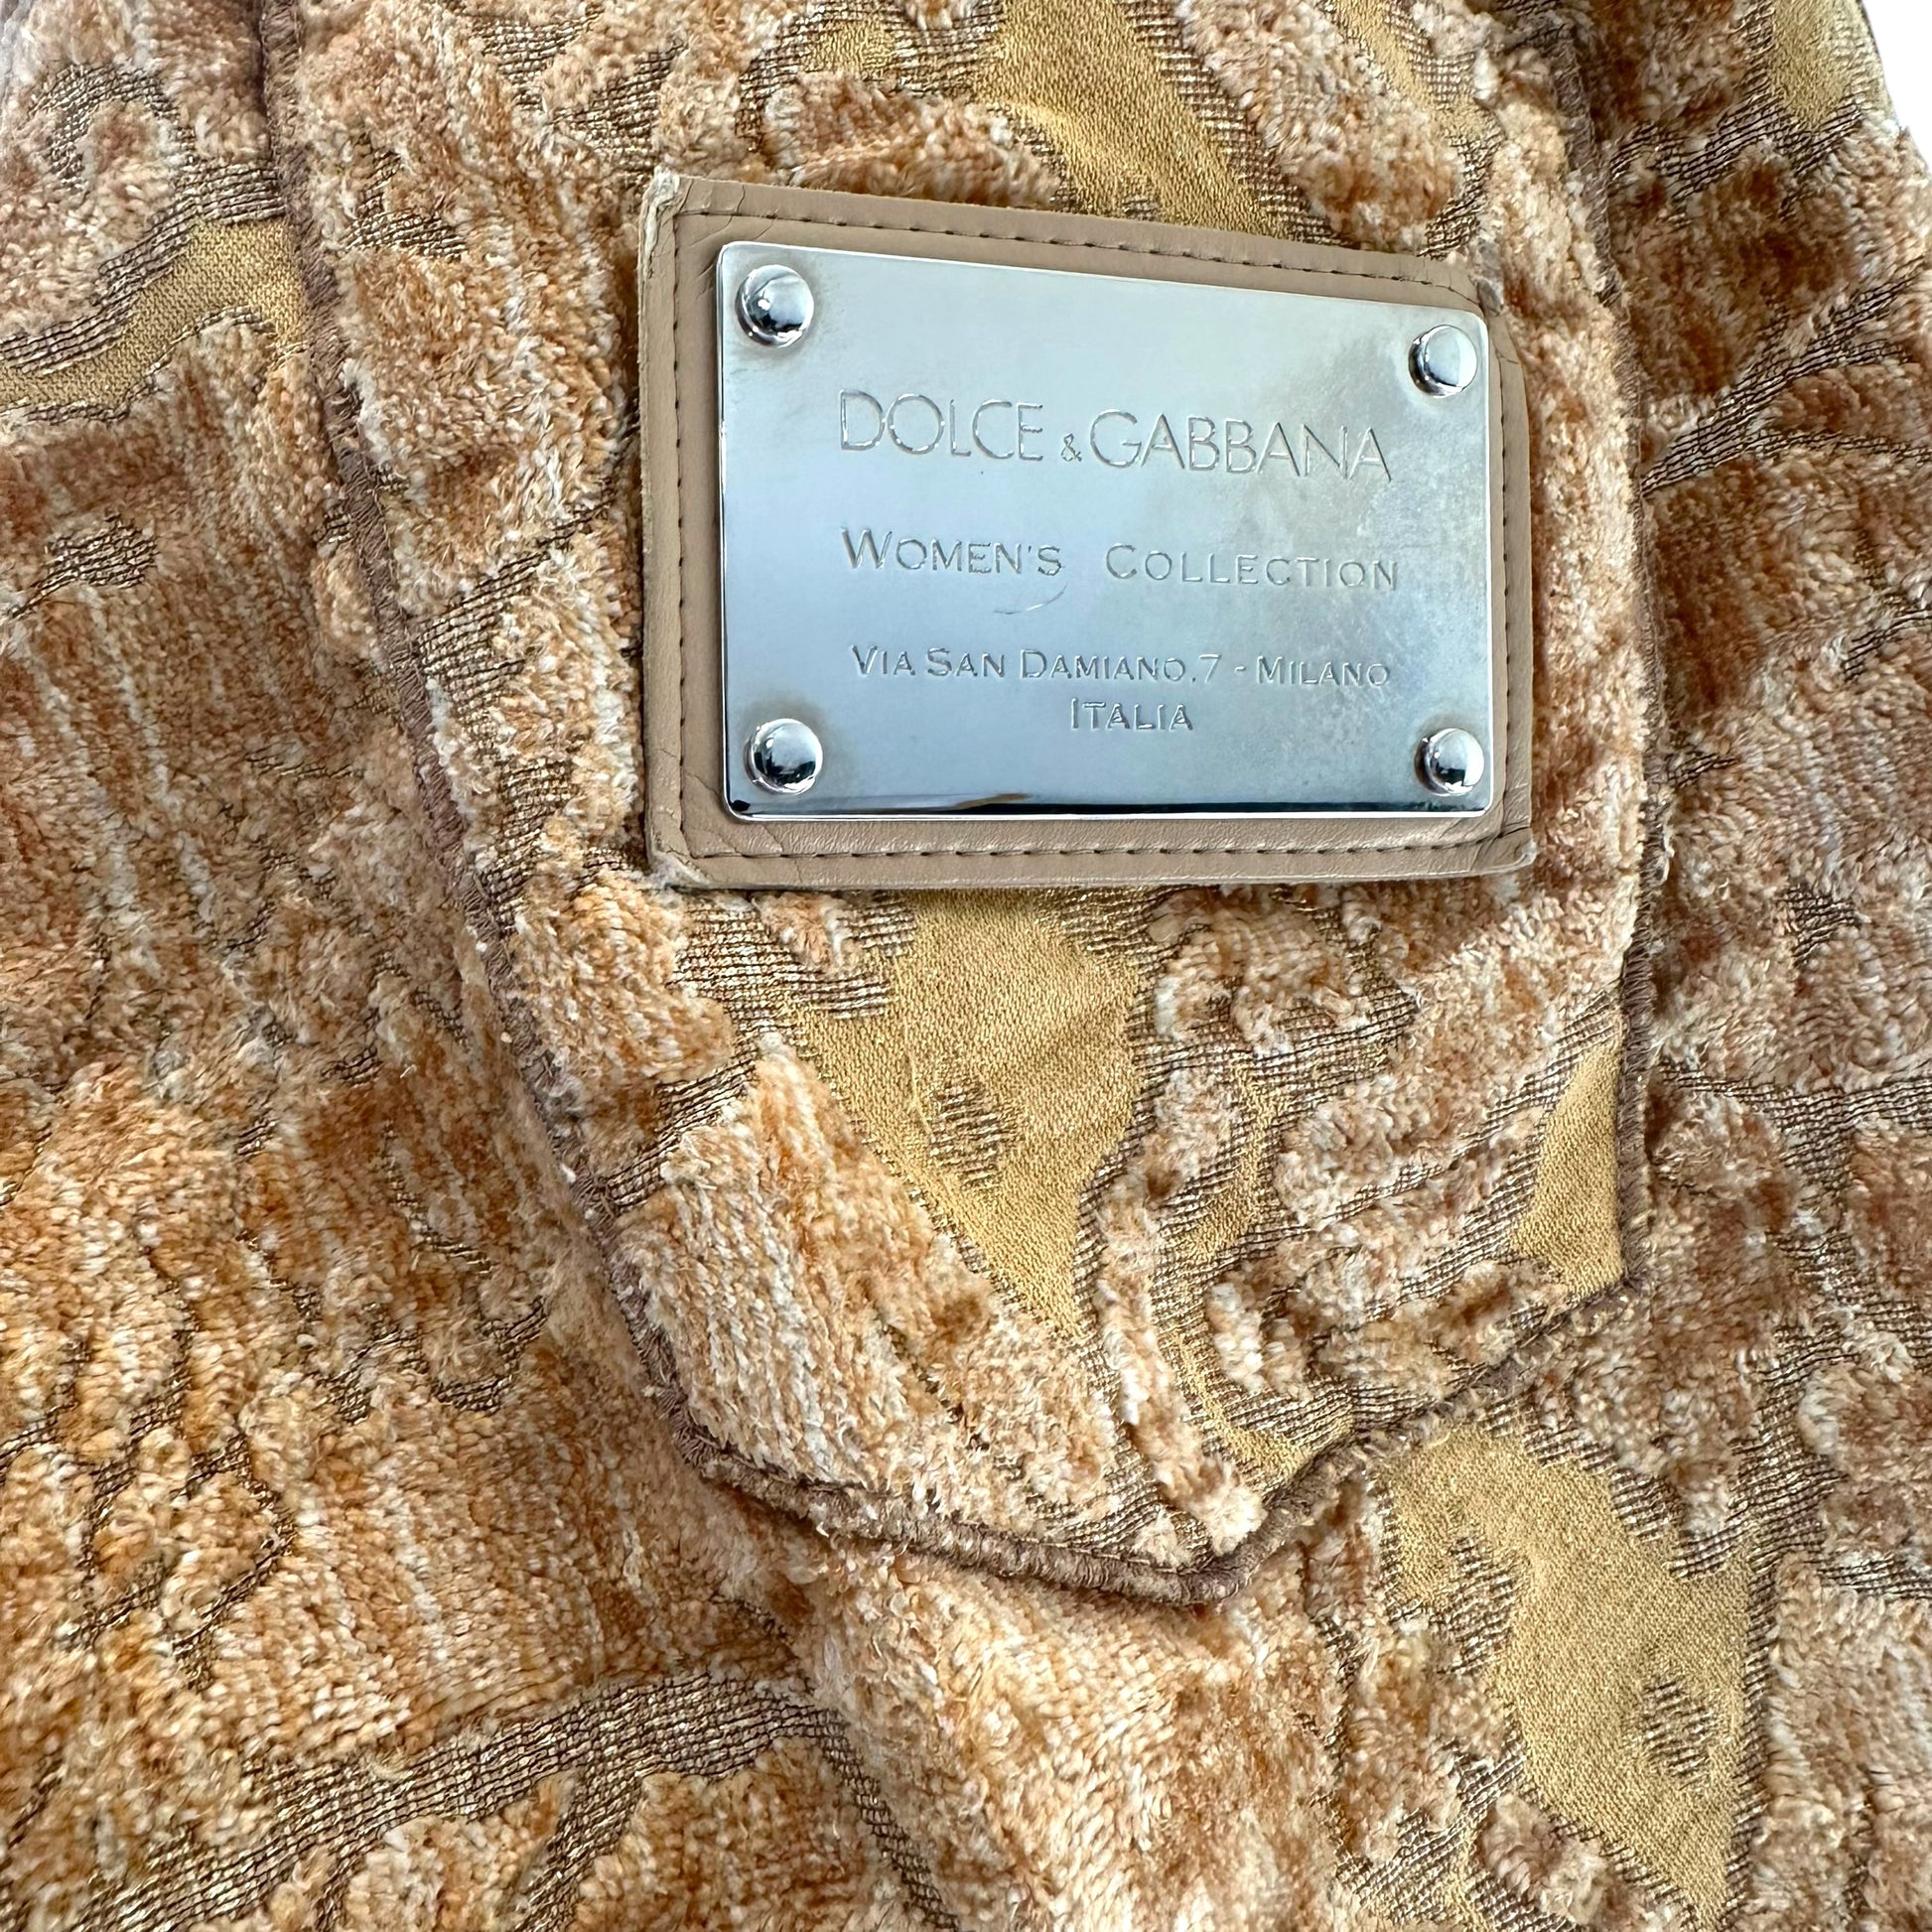 DOLCE & GABBANA
WOMEN'S COLLECTION
VIA SAN DAMIANO.7 - MILANO
ITALIA